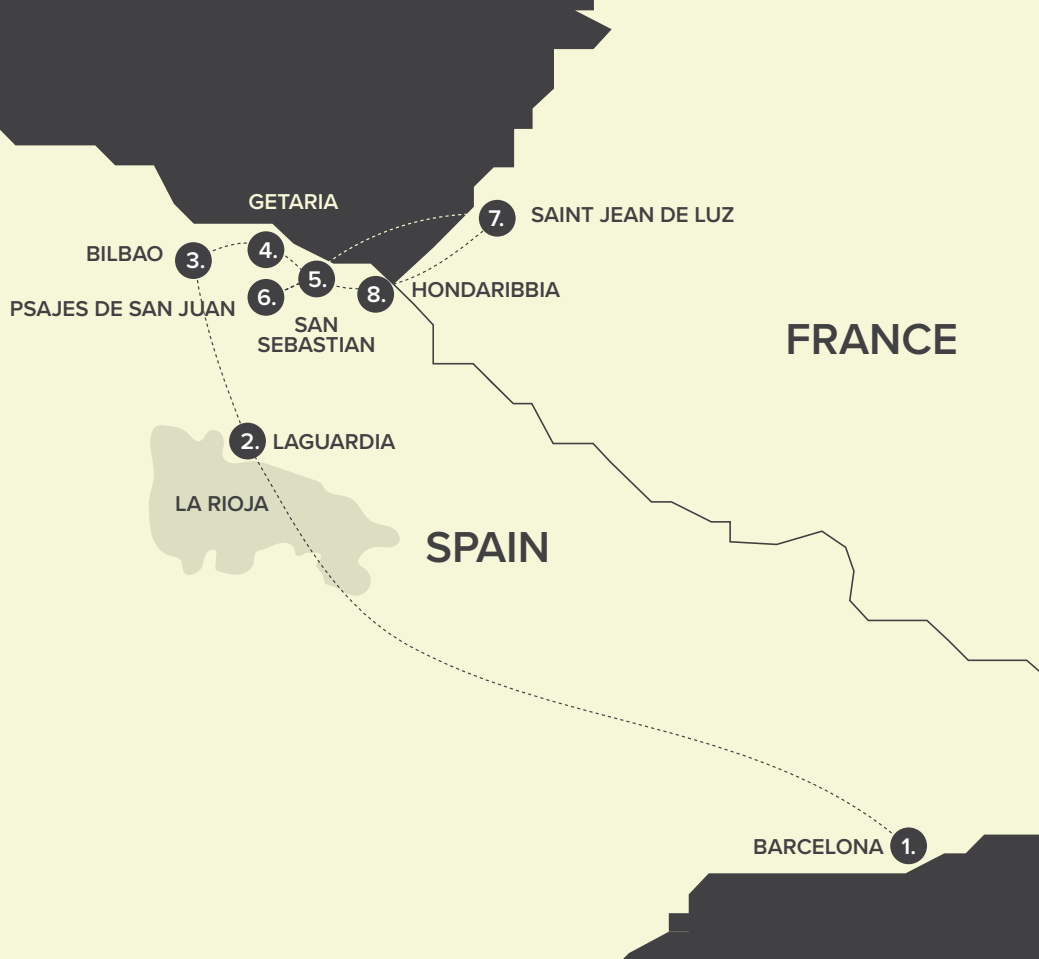 GETARIA
7. SAINT JEAN DE LUZ
BILBAO 3.
4.
5.
6.
8. HONDARIBBIA
PSAJES DE SAN JUAN
SAN
SEBASTIAN
FRANCE
2. LAGUARDIA
LA RIOJA
SPAIN
BARCELONA 1.